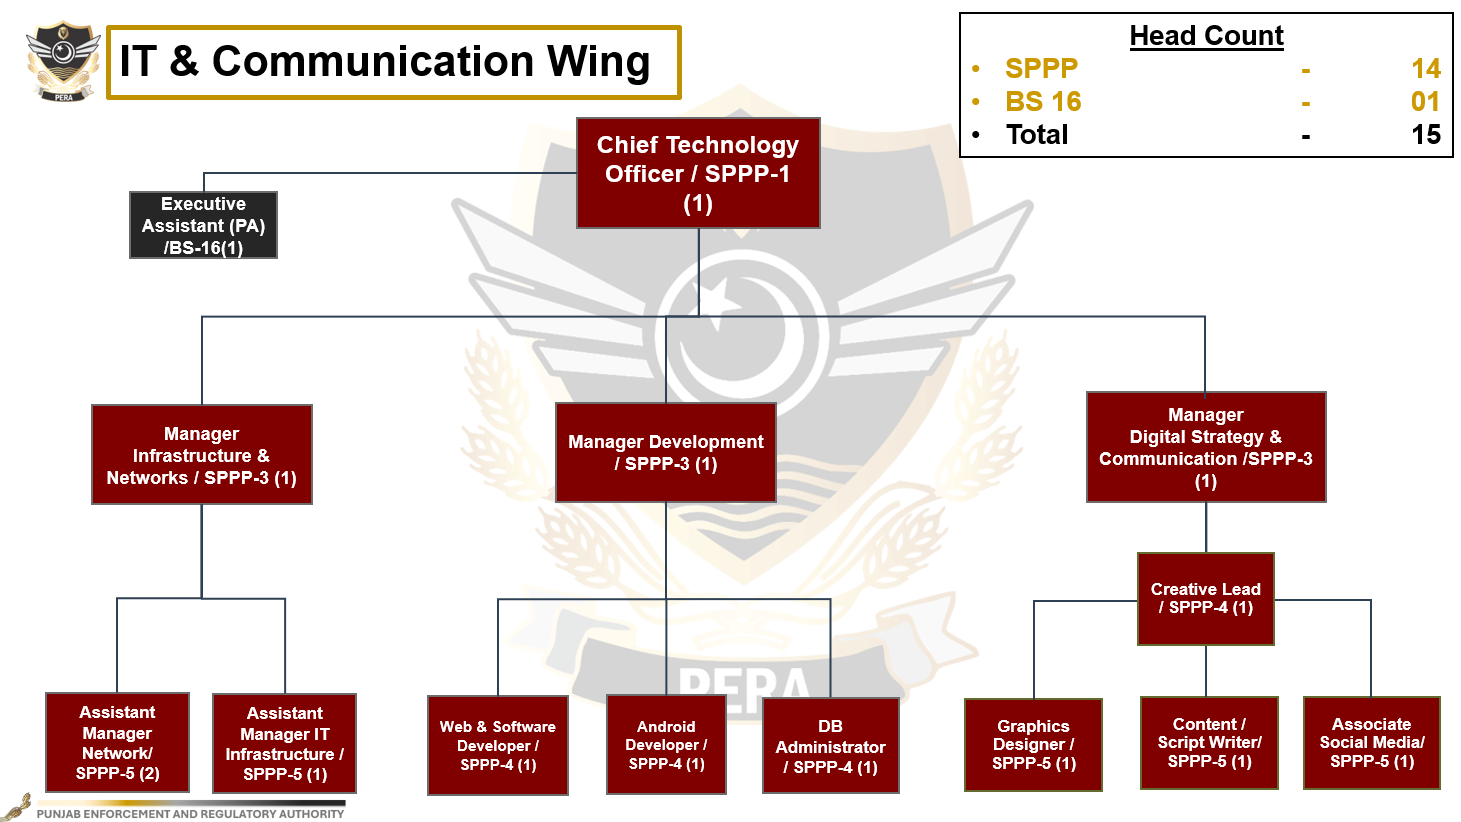 PERA
IT & Communication Wing
Head Count
• SPPP - 14
• BS 16 - 01
• Total - 15
Chief Technology
Officer / SPPP-1
(1)
Executive
Assistant (PA)
/BS-16(1)
Manager
Infrastructure &
Networks / SPPP-3 (1)
Manager Development
/ SPPP-3 (1)
Manager
Digital Strategy &
Communication /SPPP-3
(1)
Creative Lead
/ SPPP-4 (1)
Assistant
Manager
Network/
SPPP-5 (2)
Assistant
Manager IT
Infrastructure /
SPPP-5 (1)
Web & Software
Developer /
SPPP-4 (1)
Android
Developer /
SPPP-4 (1)
DB
Administrator
/ SPPP-4 (1)
Graphics
Designer /
SPPP-5 (1)
Content /
Script Writer/
SPPP-5 (1)
Associate
Social Media/
SPPP-5 (1)
PERA
PUNJAB ENFORCEMENT AND REGULATORY AUTHORITY